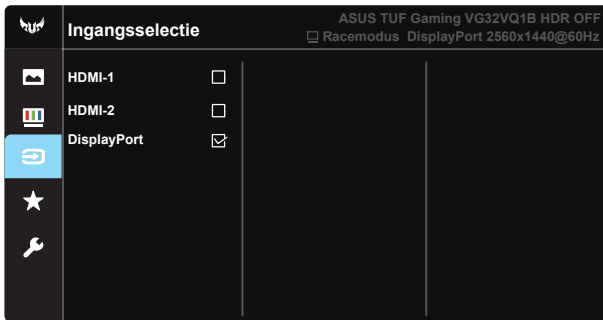 Ingangsselectie
ASUS TUF Gaming VG32VQ1B HDR OFF
Racemodus DisplayPort 2560x1440@60Hz
HDMI-1
HDMI-2
DisplayPort